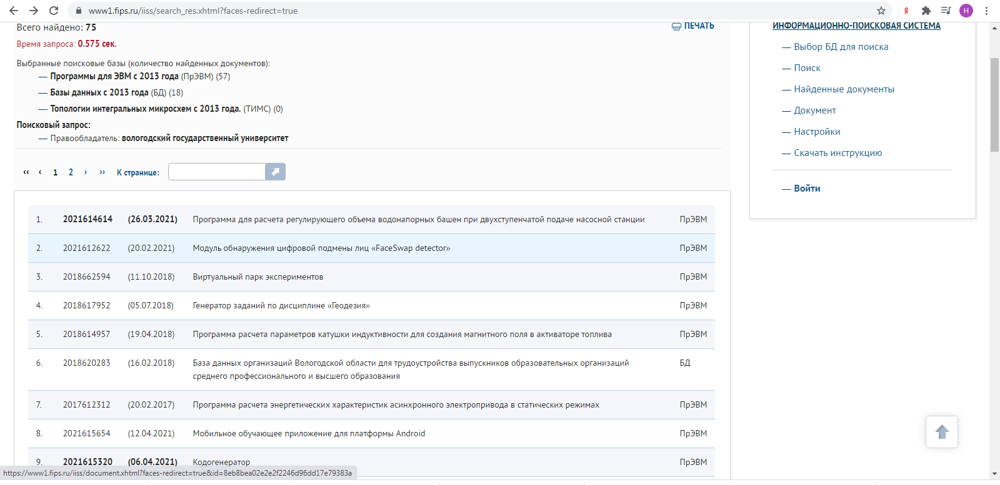 www1.fips.ru/iiss/search_res.xhtml?faces-redirect=true
Я
H
Всего найдено: 75
ПЕЧАТЬ
Время запроса: 0.575 сек.
Выбранные поисковые базы (количество найденных документов):
— Программы для ЭВМ с 2013 года (ПрЭВМ) (57)
— Базы данных с 2013 года (БД) (18)
— Топологии интегральных микросхем с 2013 года. (ТИМС) (0)
Поисковый запрос:
— Правообладатель: вологодский государственный университет
‹‹ ‹ 1 2 › ›› К странице:
1. 2021614614 (26.03.2021) Программа для расчета регулирующего объема водонапорных башен при двухступенчатой подаче насосной станции ПрЭВМ
2. 2021612622 (20.02.2021) Модуль обнаружения цифровой подмены лиц «FaceSwap detector» ПрЭВМ
3. 2018662594 (11.10.2018) Виртуальный парк экспериментов ПрЭВМ
4. 2018617952 (05.07.2018) Генератор заданий по дисциплине «Геодезия» ПрЭВМ
5. 2018614957 (19.04.2018) Программа расчета параметров катушки индуктивности для создания магнитного поля в активаторе топлива ПрЭВМ
6. 2018620283 (16.02.2018) База данных организаций Вологодской области для трудоустройства выпускников образовательных организаций БД
среднего профессионального и высшего образования
7. 2017612312 (20.02.2017) Программа расчета энергетических характеристик асинхронного электропривода в статических режимах ПрЭВМ
8. 2021615654 (12.04.2021) Мобильное обучающее приложение для платформы Android ПрЭВМ
9. 2021615320 (06.04.2021) Кодогенератор ПрЭВМ
https://www1.fips.ru/iiss/document.xhtml?faces-redirect=true&id=8eb8bea02e2e2f2246d96dd17e79383a
ИНФОРМАЦИОННО-ПОИСКОВАЯ СИСТЕМА
— Выбор БД для поиска
— Поиск
— Найденные документы
— Документ
— Настройки
— Скачать инструкцию
— Войти